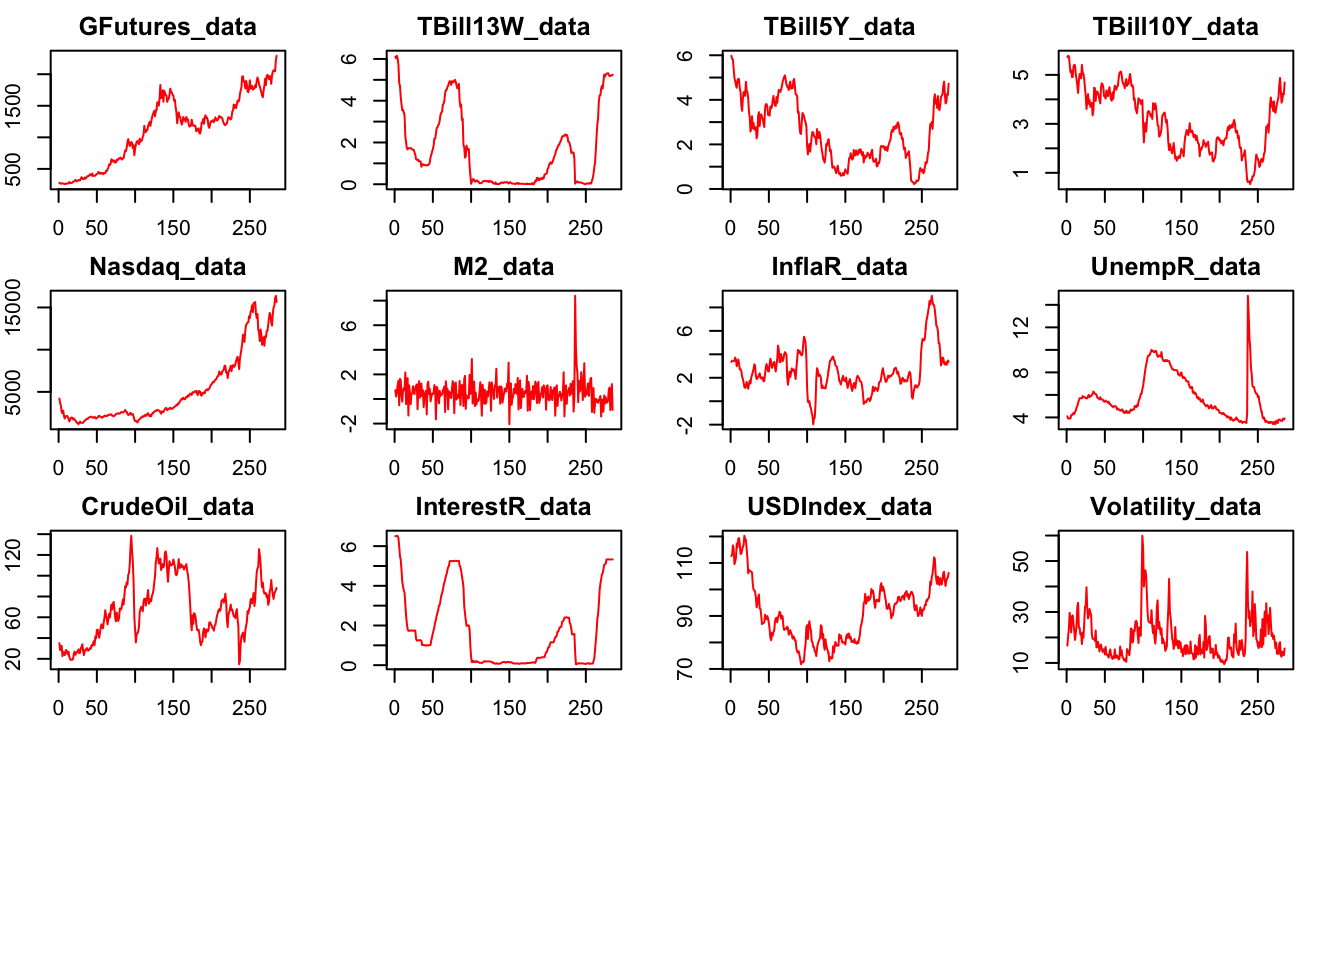 GFutures_data
500 1500
0 50 150 250
TBill13W_data
0 2 4 6
0 50 150 250
TBill5Y_data
0 2 4 6
0 50 150 250
TBill10Y_data
1 3 5
0 50 150 250
Nasdaq_data
5000 15000
0 50 150 250
M2_data
-2 2 6
0 50 150 250
InflaR_data
-2 2 6
0 50 150 250
UnempR_data
4 8 12
0 50 150 250
CrudeOil_data
20 60 120
0 50 150 250
InterestR_data
0 2 4 6
0 50 150 250
USDIndex_data
70 90 110
0 50 150 250
Volatility_data
10 30 50
0 50 150 250